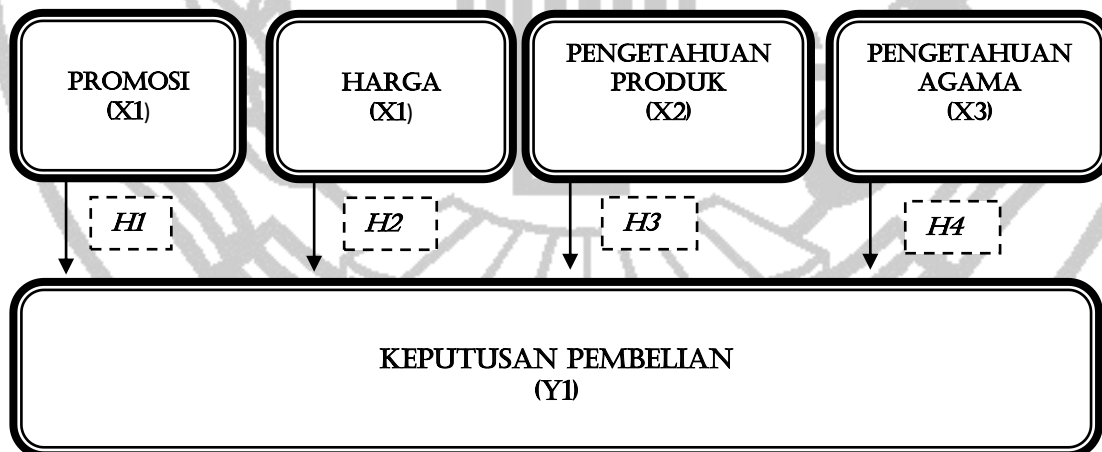 PROMOSI
(X1)
HARGA
(X1)
PENGETAHUAN
PRODUK
(X2)
PENGETAHUAN
AGAMA
(X3)
H1
H2
H3
H4
KEPUTUSAN PEMBELIAN
(Y1)